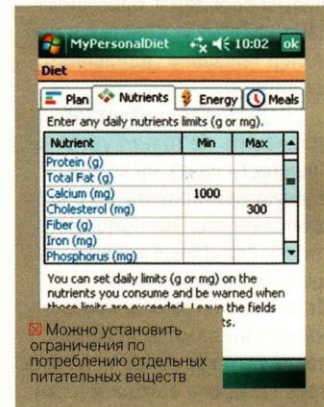 MyPersonalDiet 10:02 ok
Diet
Plan Nutrients Energy Meals
Enter any daily nutrients limits (g or mg).
Nutrient Min Max
Protein (g)
Total Fat (g)
Calcium (mg) 1000
Cholesterol (mg) 300
Fiber (g)
Iron (mg)
Phosphorus (mg)
You can set daily limits (g or mg) on the
nutrients you consume and be warned when
those limits are exceeded. Leave the fields
ts.
Можно установить
ограничения по
потреблению отдельных
питательных веществ